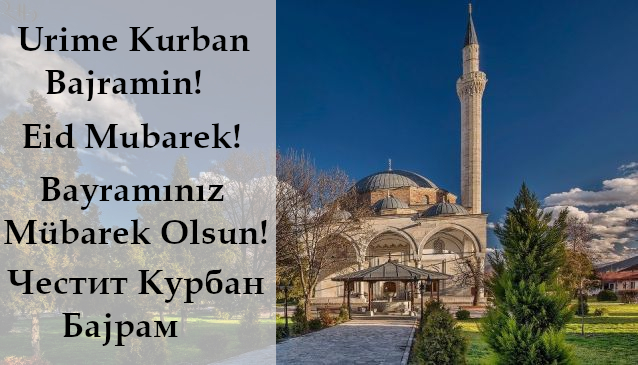 Urime Kurban
Bajramin!
Eid Mubarek!
Bayramınız
Mübarek Olsun!
Честит Курбан
Бајрам